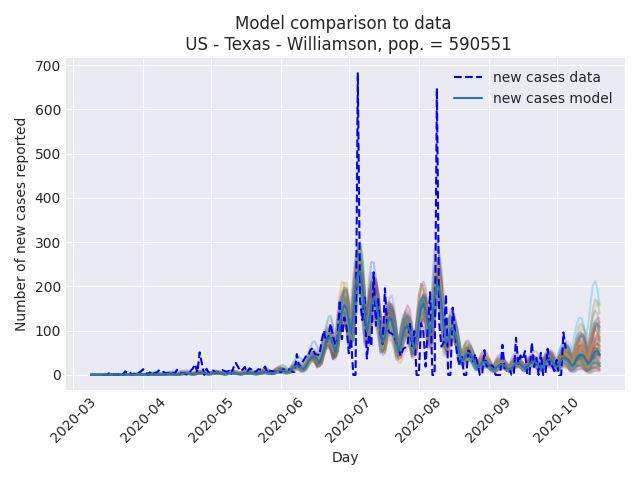 Model comparison to data
US - Texas - Williamson, pop. = 590551
new cases data
new cases model
Number of new cases reported
700
600
500
400
300
200
100
0
2020-03
2020-04
2020-05
2020-06
2020-07
2020-08
2020-09
2020-10
Day